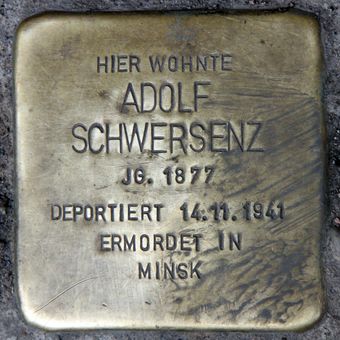 HIER WOHNTE
ADOLF
SCHWERSENZ
JG. 1877
DEPORTIERT 14.11.1941
ERMORDET IN
MINSK